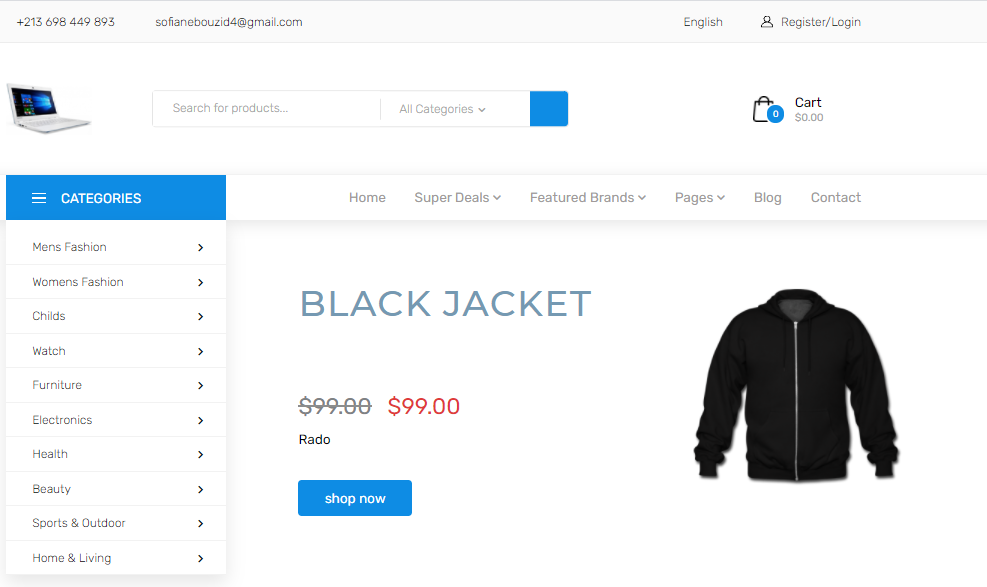 +213 698 449 893 sofianebouzid4@gmail.com English Register/Login
Search for products... All Categories
Cart
0
$0.00
CATEGORIES Home Super Deals Featured Brands Pages Blog Contact
Mens Fashion
Womens Fashion
Childs
Watch
Furniture
Electronics
Health
Beauty
Sports & Outdoor
Home & Living
BLACK JACKET
$99.00 $99.00
Rado
shop now